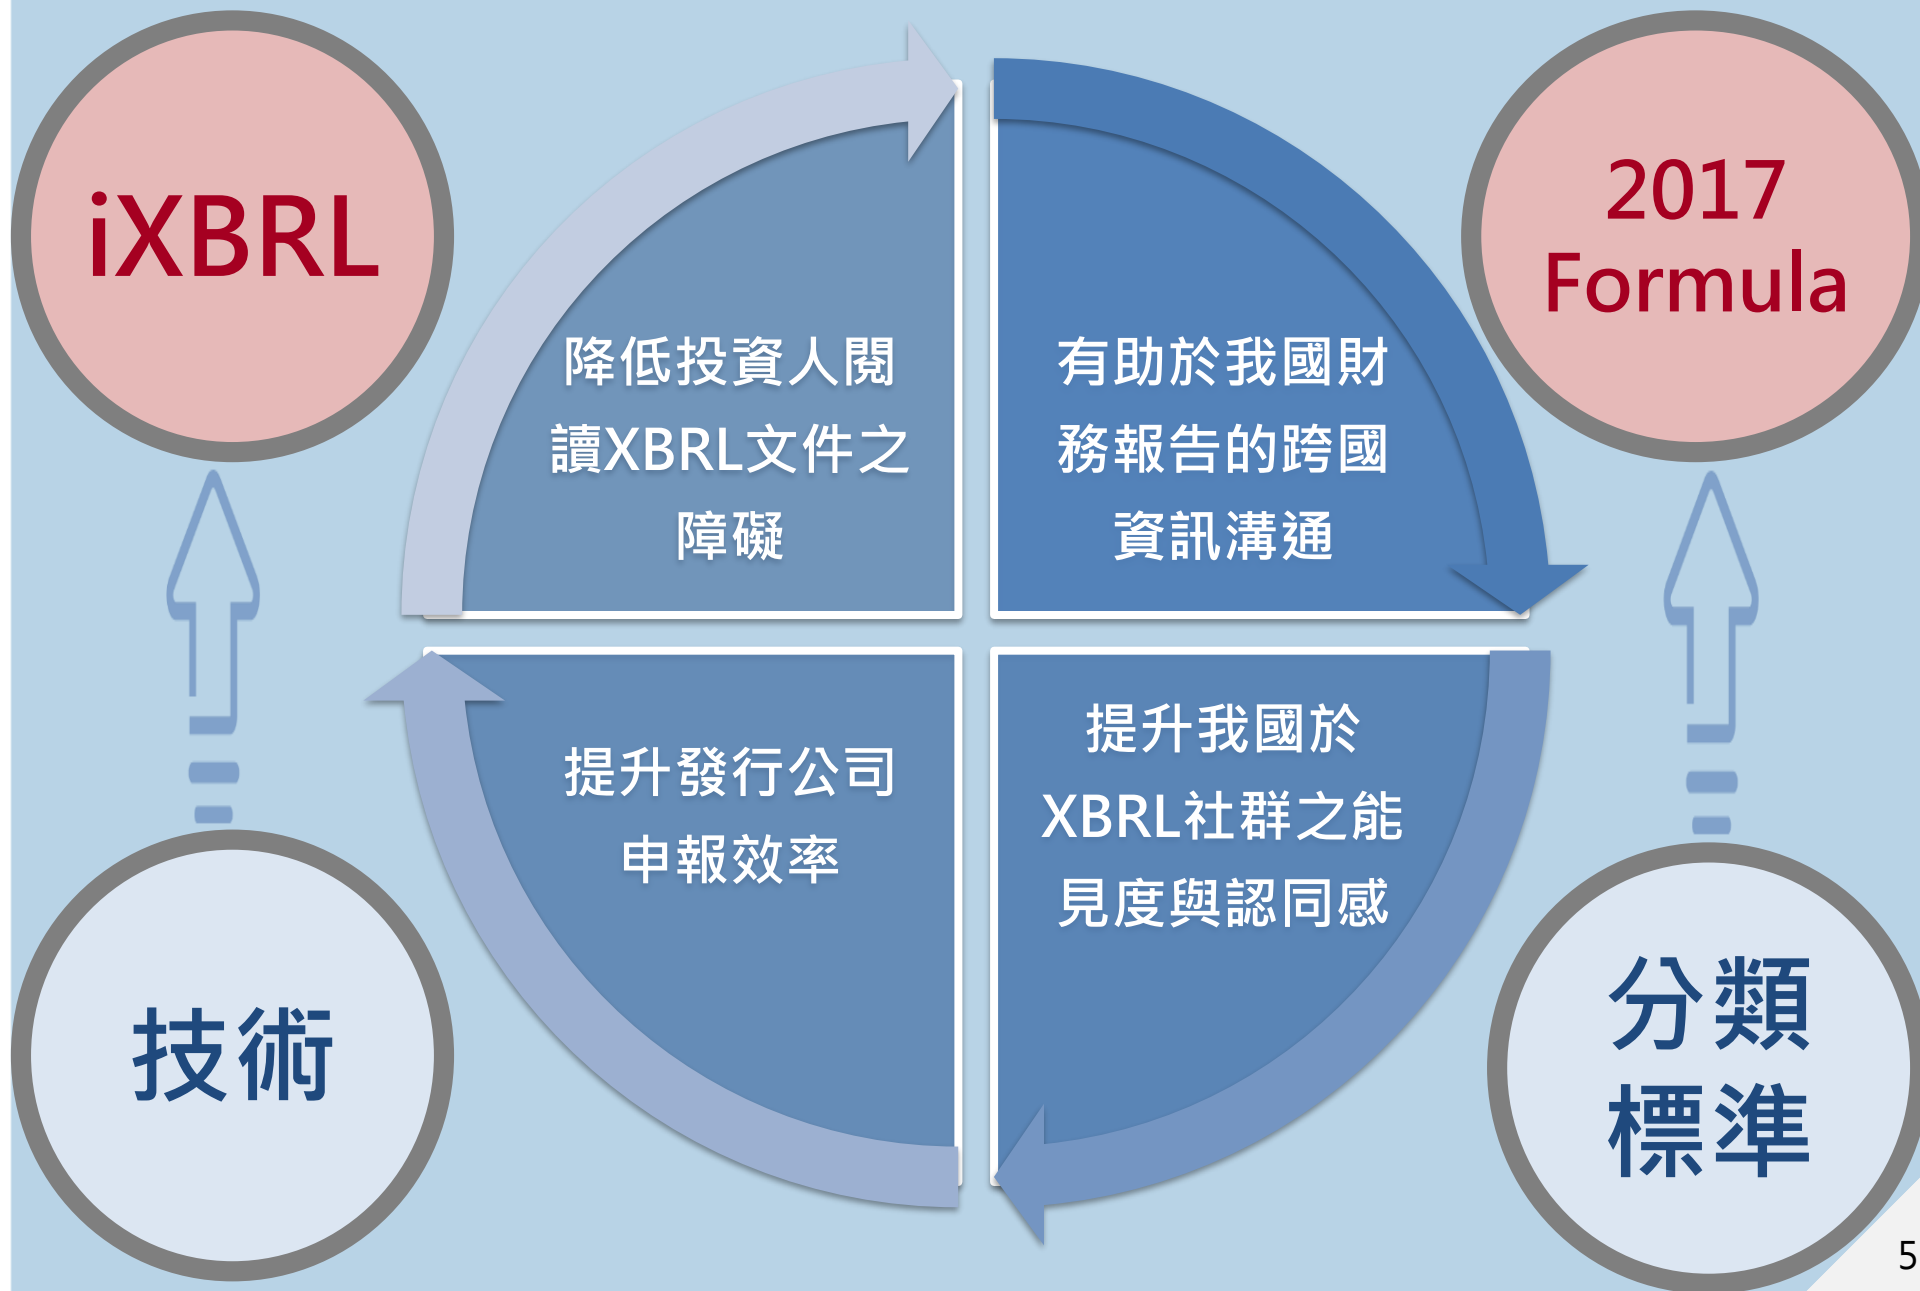 iXBRL
2017
Formula
降低投資人閱
讀XBRL文件之
障礙
有助於我國財
務報告的跨國
資訊溝通
提升發行公司
申報效率
提升我國於
XBRL社群之能
見度與認同感
技術
分類
標準
5